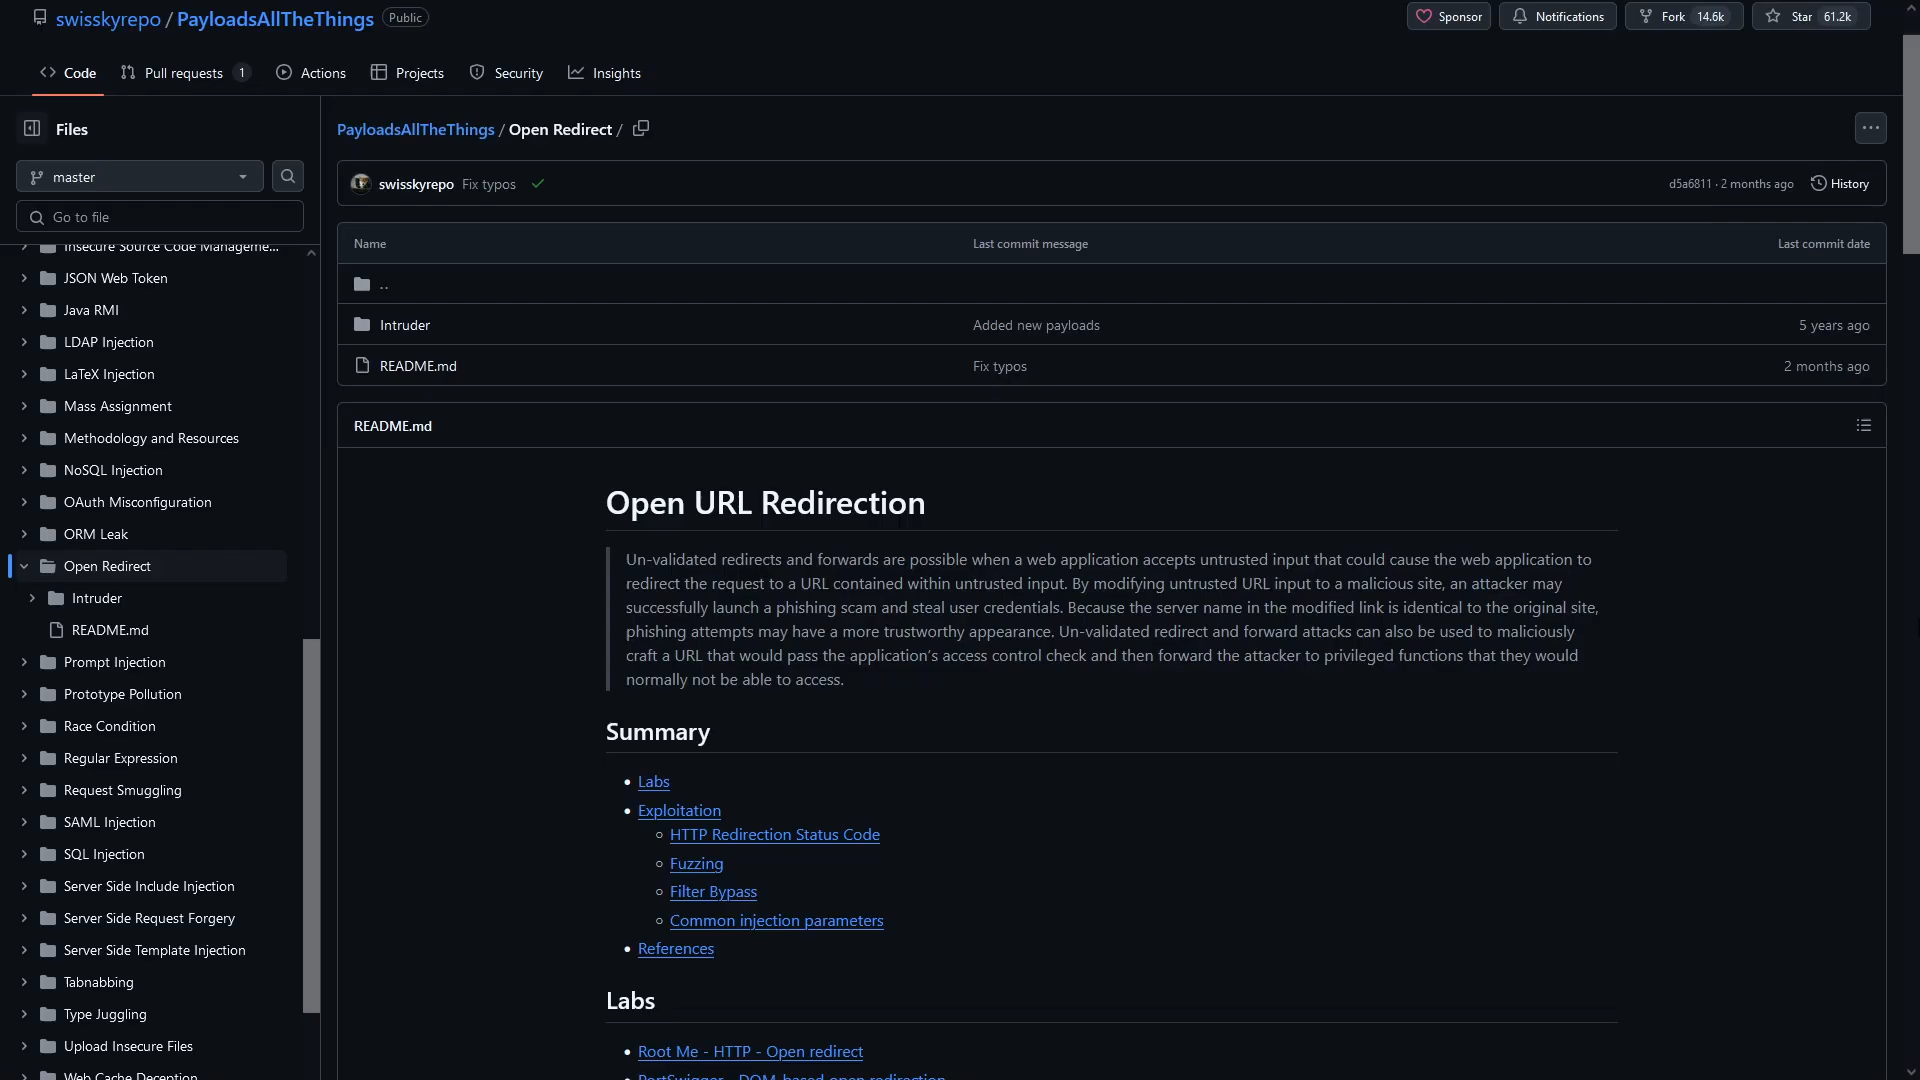 swisskyrepo / PayloadsAllTheThings Public
Sponsor
Notifications
Fork 14.6k
Star 61.2k
Code
Pull requests 1
Actions
Projects
Security
Insights
Files
master
Go to file
Insecure Source Code Manageme...
JSON Web Token
Java RMI
LDAP Injection
LaTeX Injection
Mass Assignment
Methodology and Resources
NoSQL Injection
OAuth Misconfiguration
ORM Leak
Open Redirect
Intruder
README.md
Prompt Injection
Prototype Pollution
Race Condition
Regular Expression
Request Smuggling
SAML Injection
SQL Injection
Server Side Include Injection
Server Side Request Forgery
Server Side Template Injection
Tabnabbing
Type Juggling
Upload Insecure Files
Web Cache Deception
PayloadsAllTheThings / Open Redirect /
swisskyrepo Fix typos
d5a6811 · 2 months ago
History
Name Last commit message Last commit date
..
Intruder Added new payloads 5 years ago
README.md Fix typos 2 months ago
README.md
Open URL Redirection
Un-validated redirects and forwards are possible when a web application accepts untrusted input that could cause the web application to
redirect the request to a URL contained within untrusted input. By modifying untrusted URL input to a malicious site, an attacker may
successfully launch a phishing scam and steal user credentials. Because the server name in the modified link is identical to the original site,
phishing attempts may have a more trustworthy appearance. Un-validated redirect and forward attacks can also be used to maliciously
craft a URL that would pass the application’s access control check and then forward the attacker to privileged functions that they would
normally not be able to access.
Summary
• Labs
• Exploitation
○ HTTP Redirection Status Code
○ Fuzzing
○ Filter Bypass
○ Common injection parameters
• References
Labs
• Root Me - HTTP - Open redirect
• PortSwigger - DOM-based open redirection